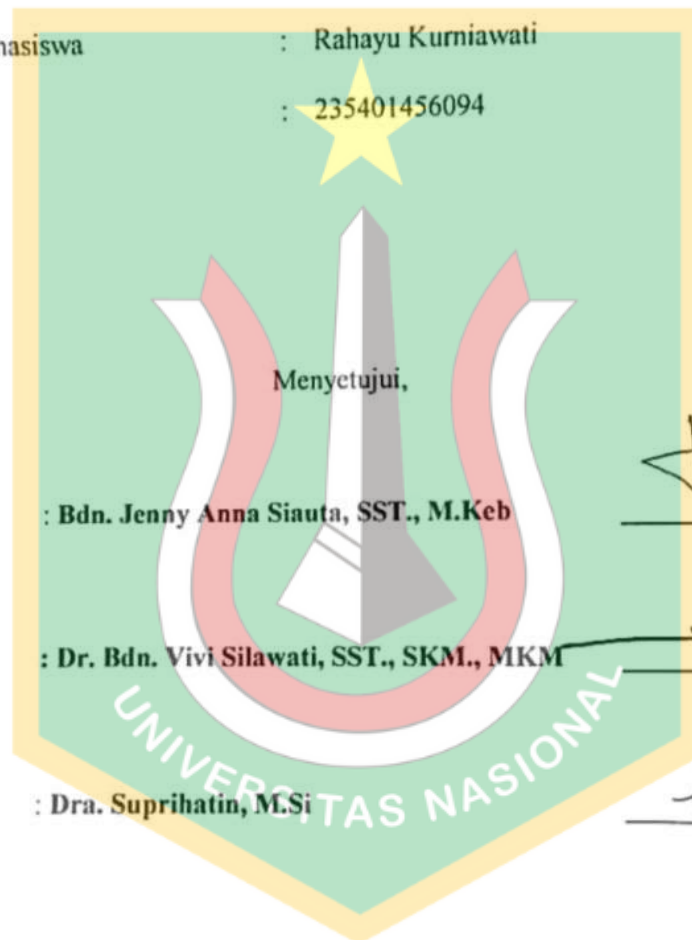 nasiswa : Rahayu Kurniawati
: 235401456094
Menyetujui,
: Bdn. Jenny Anna Siauta, SST., M.Keb
: Dr. Bdn. Vivi Silawati, SST., SKM., MKM
: Dra. Suprihatin, M.Si
UNIVERSITAS NASIONAL